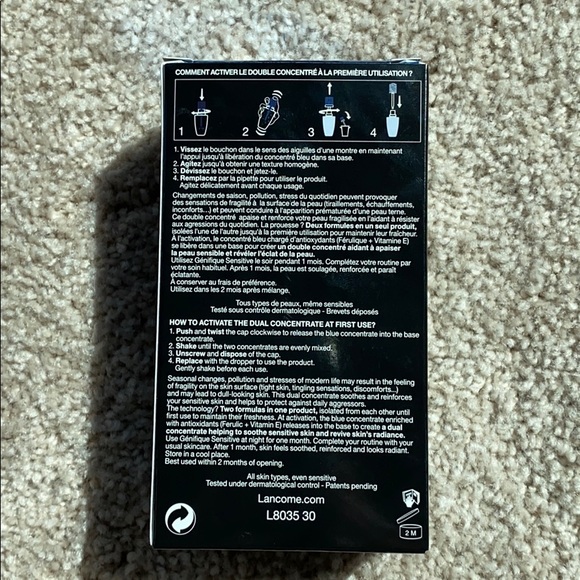 COMMENT ACTIVER LE DOUBLE CONCENTRÉ À LA PREMIÈRE UTILISATION ?
1 2 3 4
1. Vissez le bouchon dans le sens des aiguilles d'une montre en maintenant
l'appui jusqu'à libération du concentré bleu dans sa base.
2. Agitez jusqu'à obtenir une texture homogène.
3. Dévissez le bouchon et jetez-le.
4. Remplacez par la pipette pour utiliser le produit.
Agitez délicatement avant chaque usage.
Changements de saison, pollution, stress du quotidien peuvent provoquer
des sensations de fragilité à la surface de la peau (tiraillements, échauffements,
inconforts...) et peuvent conduire à l'apparition prématurée d'une peau terne.
Ce double concentré apaise et renforce votre peau fragilisée en l'aidant à résister
aux agressions du quotidien. La prouesse ? Deux formules en un seul produit,
isolées l'une de l'autre jusqu'à la première utilisation pour maintenir leur fraîcheur.
À l'activation, le concentré bleu chargé d'antioxydants (Férulique + Vitamine E)
se libère dans une base pour créer un double concentré aidant à apaiser
la peau sensible et révéler l'éclat de la peau.
Utilisez Génifique Sensitive le soir pendant 1 mois. Complétez votre routine par
votre soin habituel. Après 1 mois, la peau est soulagée, renforcée et paraît
éclatante.
À conserver au frais de préférence.
Utilisez dans les 2 mois après mélange.
Tous types de peaux, même sensibles
Testé sous contrôle dermatologique - Brevets déposés
HOW TO ACTIVATE THE DUAL CONCENTRATE AT FIRST USE?
1. Push and twist the cap clockwise to release the blue concentrate into the base
concentrate.
2. Shake until the two concentrates are evenly mixed.
3. Unscrew and dispose of the cap.
4. Replace with the dropper to use the product.
Gently shake before each use.
Seasonal changes, pollution and stresses of modern life may result in the feeling
of fragility on the skin surface (tight skin, tingling sensations, discomforts...)
and may lead to dull-looking skin. This dual concentrate soothes and reinforces
your sensitive skin and helps to protect against daily aggressors.
The technology? Two formulas in one product, isolated from each other until
first use to maintain their freshness. At activation, the blue concentrate enriched
with antioxidants (Ferulic + Vitamin E) releases into the base to create a dual
concentrate helping to soothe sensitive skin and revive skin's radiance.
Use Génifique Sensitive at night for one month. Complete your routine with your
usual skincare. After 1 month, skin feels soothed, reinforced and looks radiant.
Store in a cool place.
Best used within 2 months of opening.
All skin types, even sensitive
Tested under dermatological control - Patents pending
Lancome.com
L8035 30
2 M